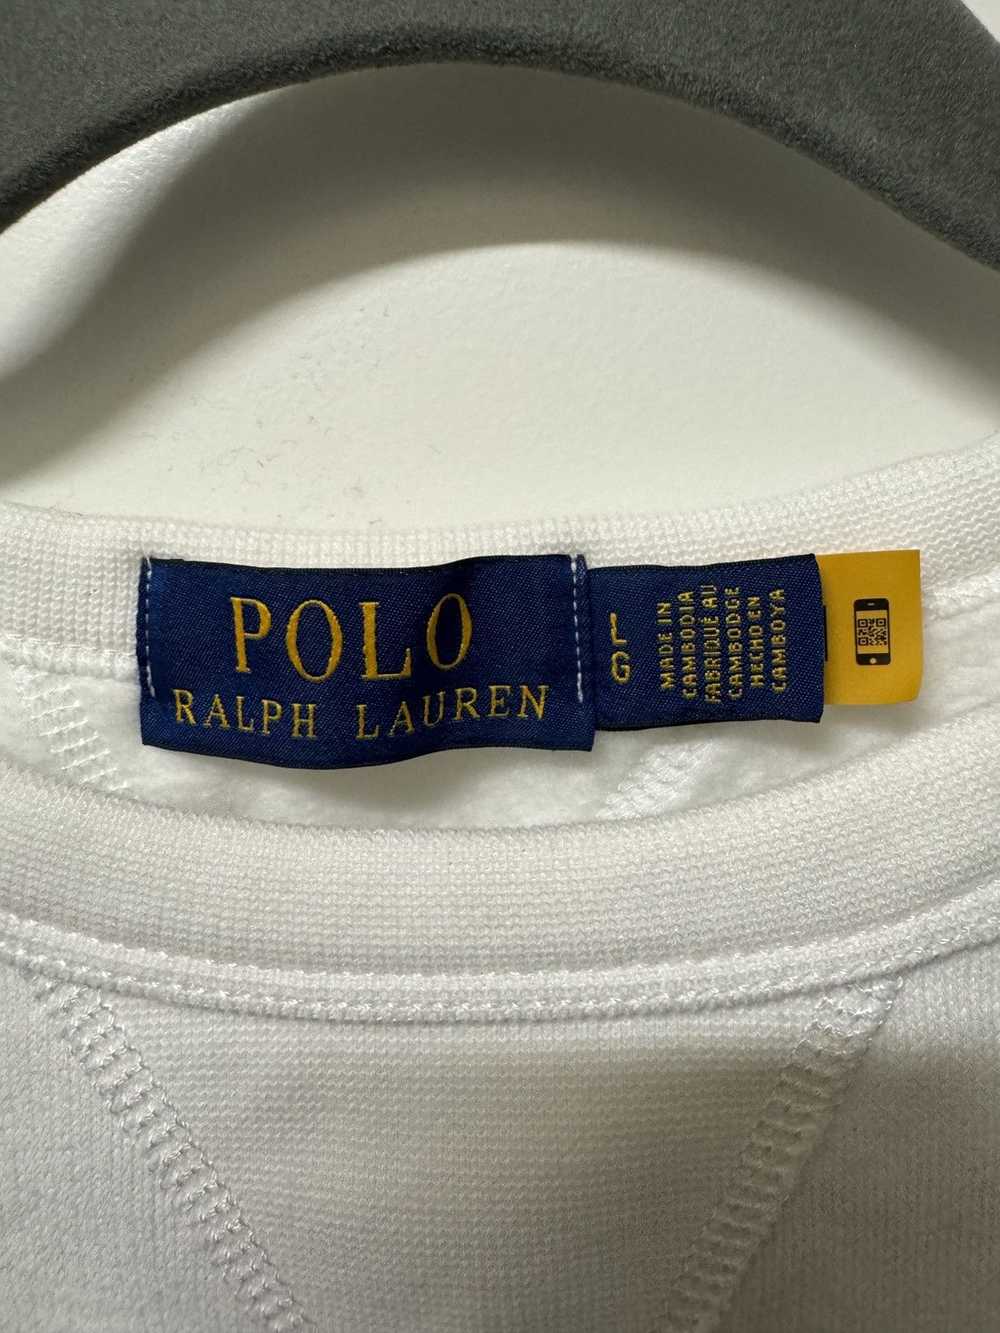 POLO
RALPH LAUREN
L/G
MADE IN
CAMBODIA
FABRIQUÉ AU
CAMBODGE
HECHO EN
CAMBOYA